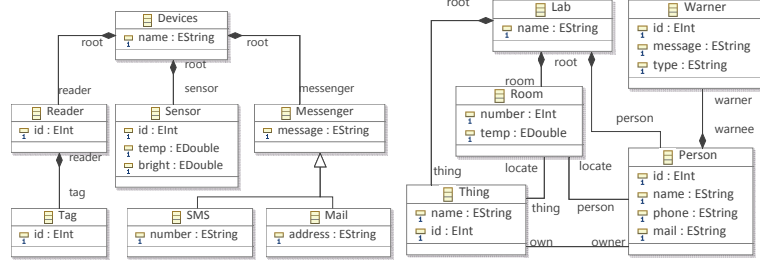 Devices
name : EString
root
root
root
reader
sensor
messenger
Reader
id : EInt
Sensor
id : EInt
temp : EDouble
bright : EDouble
Messenger
message : EString
reader
tag
Tag
id : EInt
SMS
number : EString
Mail
address : EString
root
Lab
name : EString
Warner
id : EInt
message : EString
type : EString
root
room
Room
number : EInt
temp : EDouble
person
warner
warnee
Person
id : EInt
name : EString
phone : EString
mail : EString
locate
locate
thing
thing
person
Thing
name : EString
id : EInt
own
owner